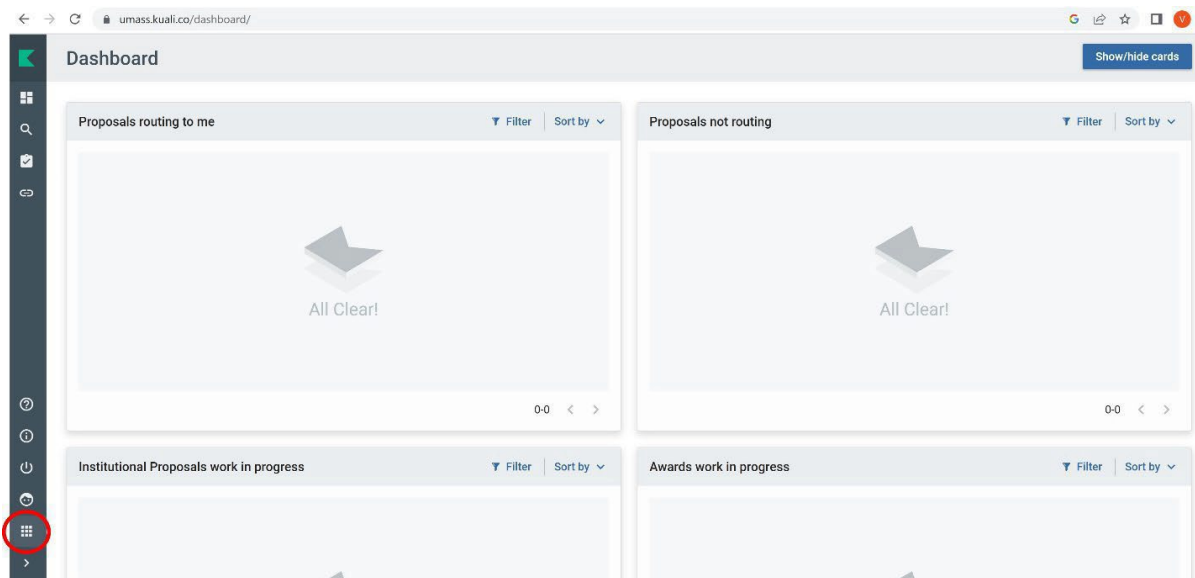 umass.kuali.co/dashboard/
V
Dashboard
Show/hide cards
Proposals routing to me
Filter
Sort by
Proposals not routing
Filter
Sort by
All Clear!
All Clear!
0-0
0-0
Institutional Proposals work in progress
Filter
Sort by
Awards work in progress
Filter
Sort by